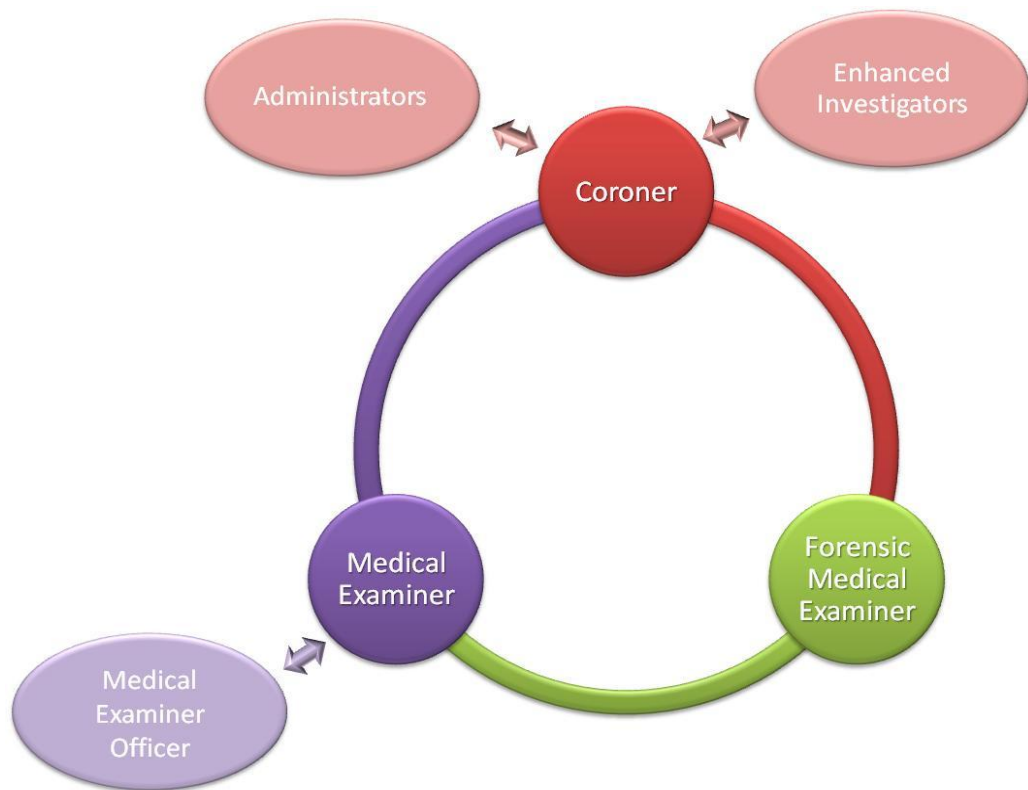 Administrators
Enhanced
Investigators
Coroner
Medical
Examiner
Forensic
Medical
Examiner
Medical
Examiner
Officer